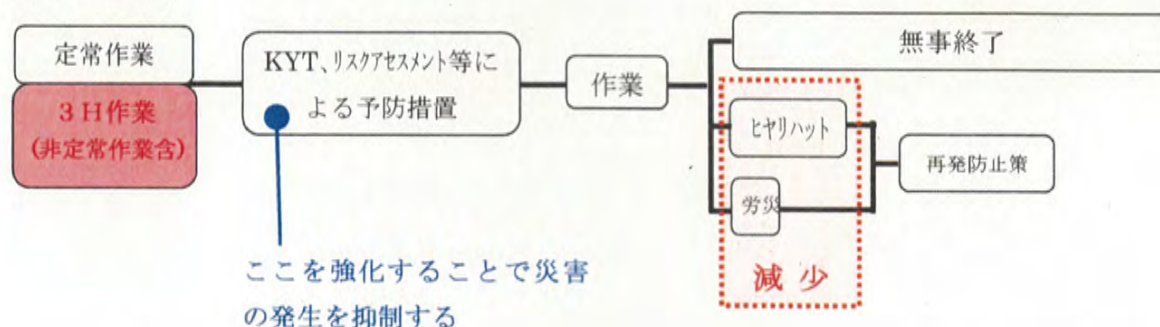 定常作業
3H作業
(非定常作業含)
KYT、リスクアセスメント等に
よる予防措置
作業
無事終了
ヒヤリハット
労災
再発防止策
減少
ここを強化することで災害
の発生を抑制する